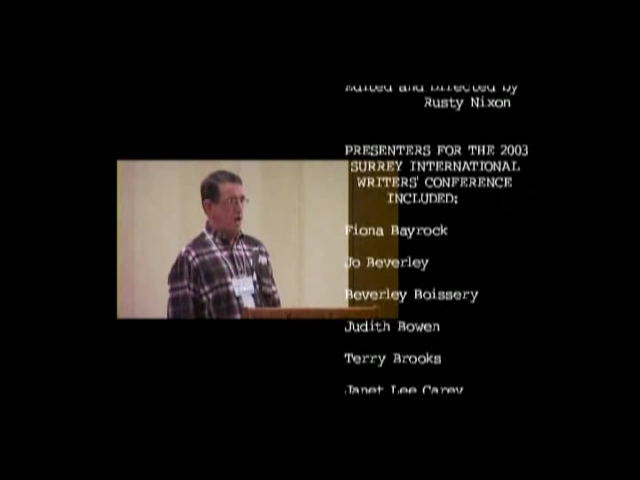 Edited and Directed by
Rusty Nixon
PRESENTERS FOR THE 2003
SURREY INTERNATIONAL
WRITERS' CONFERENCE
INCLUDED:
Fiona Bayrock
Jo Beverley
Beverley Boissery
Judith Bowen
Terry Brooks
Janet Lee Carey